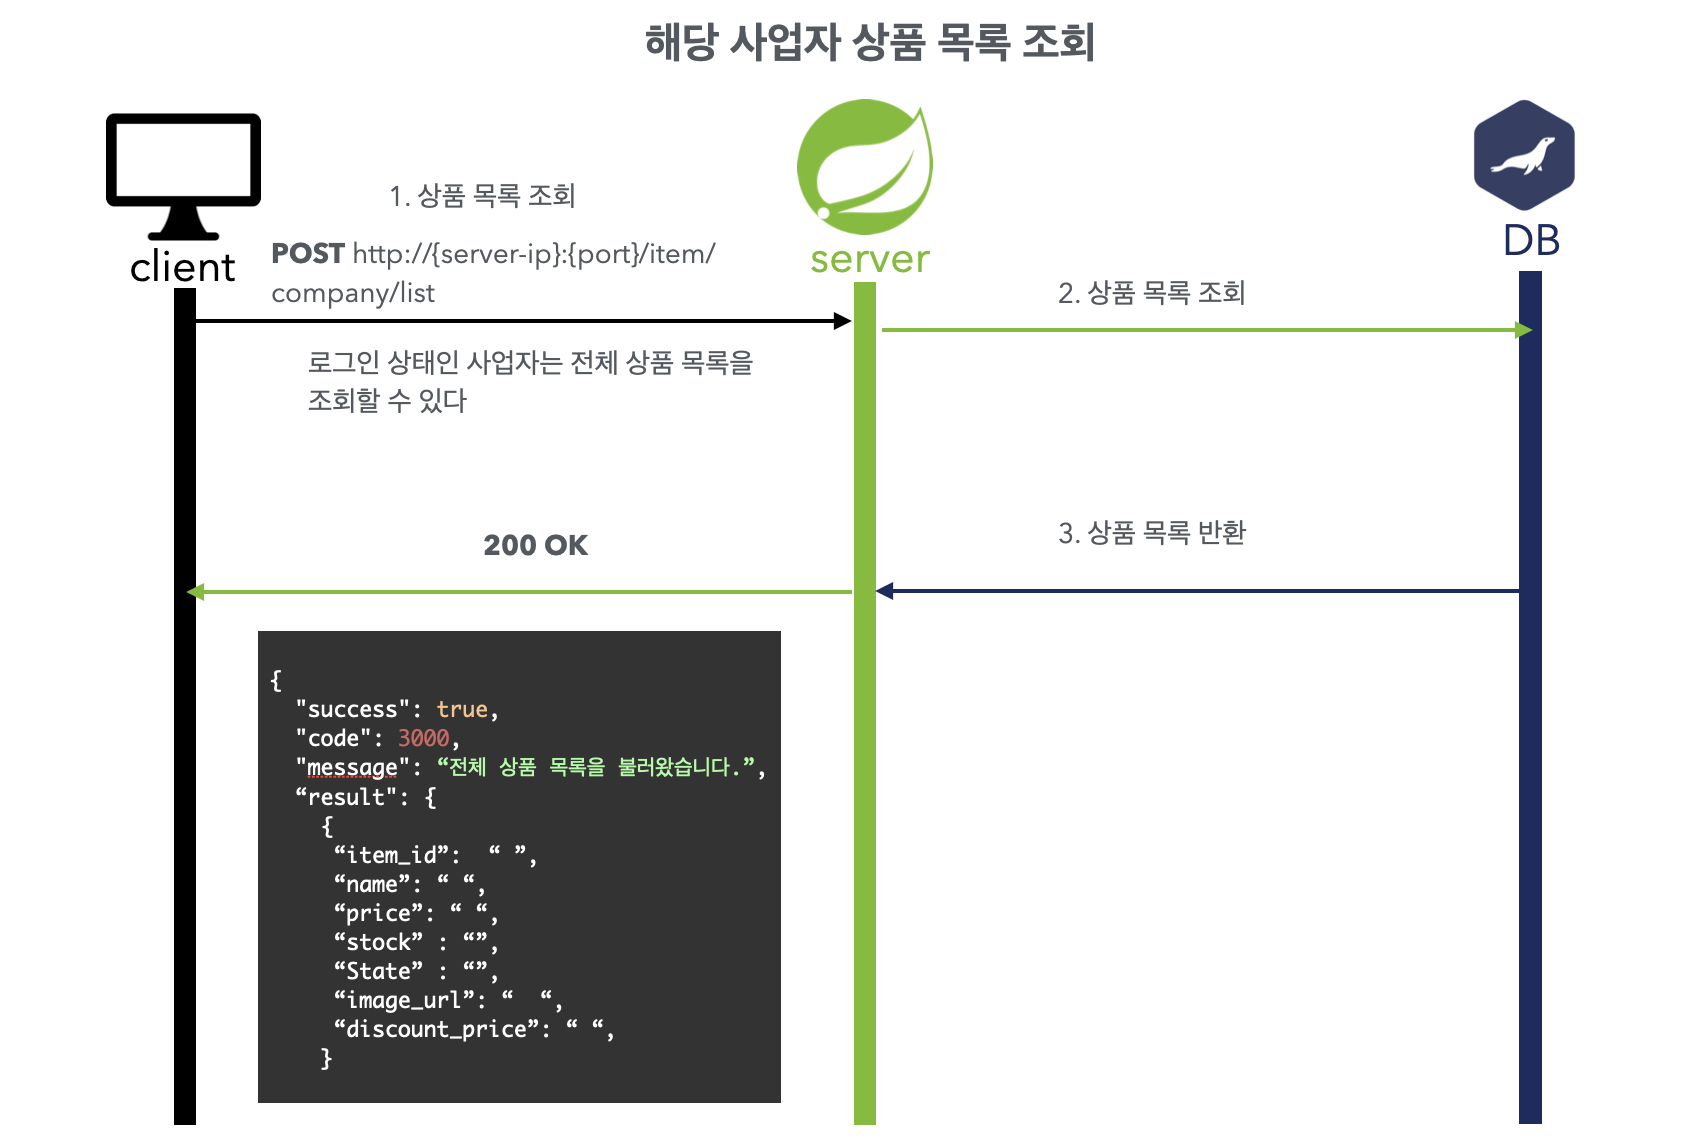 해당 사업자 상품 목록 조회
client
1. 상품 목록 조회
POST http://{server-ip}:{port}/item/
company/list
로그인 상태인 사업자는 전체 상품 목록을
조회할 수 있다
server
2. 상품 목록 조회
DB
200 OK
3. 상품 목록 반환
{
"success": true,
"code": 3000,
"message": “전체 상품 목록을 불러왔습니다.”,
“result": {
{
“item_id”:  “ ”,
“name”: “ “,
“price”: “ “,
“stock” : “”,
“State” : “”,
“image_url”: “  “,
“discount_price”: “ “,
}